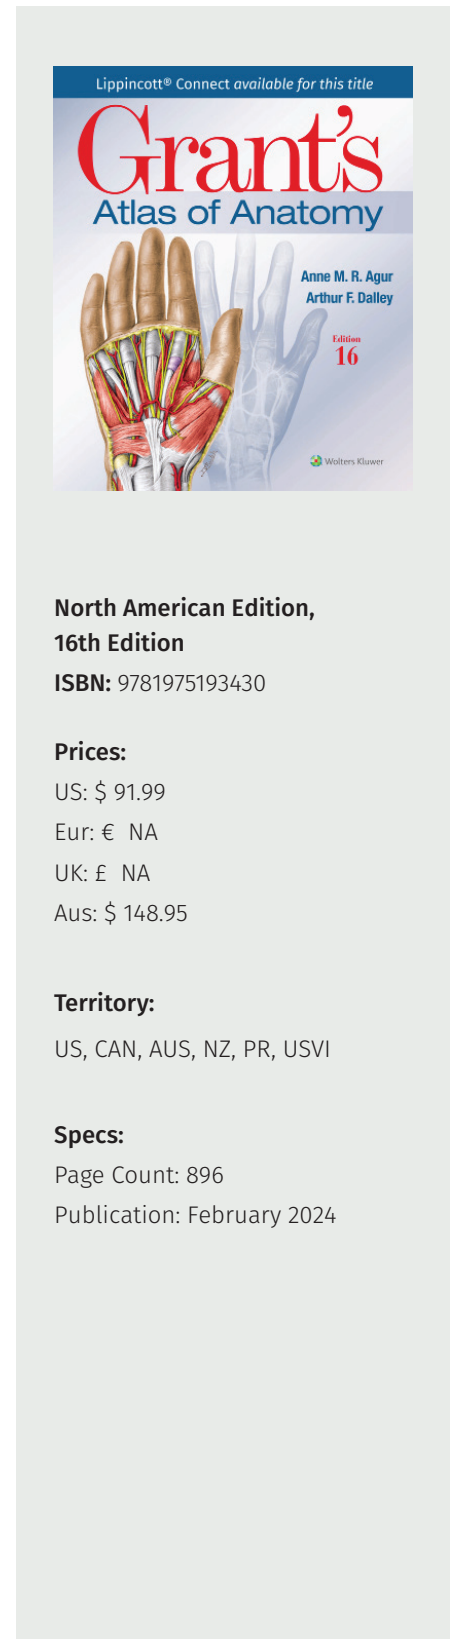 Lippincott® Connect available for this title
Grant's
Atlas of Anatomy
Anne M. R. Agur
Arthur F. Dalley
Edition
16
Wolters Kluwer
North American Edition,
16th Edition
ISBN: 9781975193430
Prices:
US: $ 91.99
Eur: € NA
UK: £ NA
Aus: $ 148.95
Territory:
US, CAN, AUS, NZ, PR, USVI
Specs:
Page Count: 896
Publication: February 2024